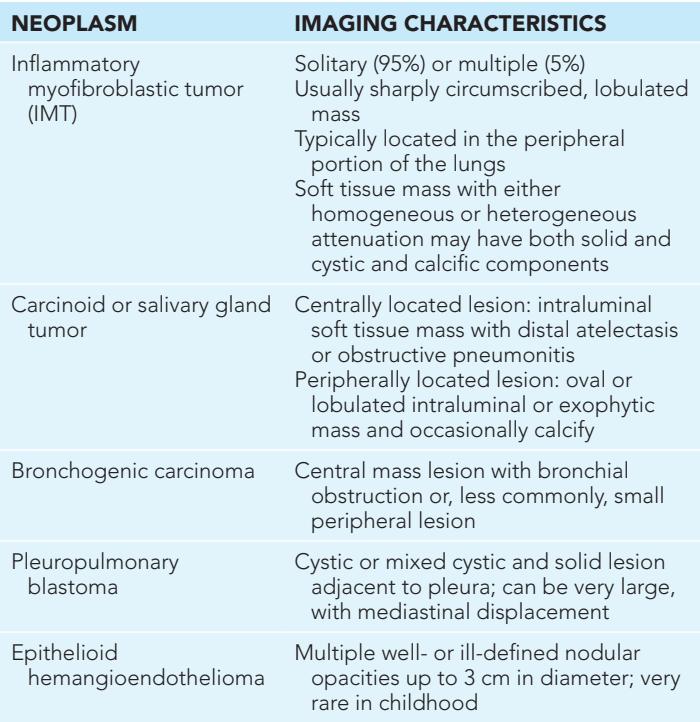 NEOPLASM IMAGING CHARACTERISTICS
Inflammatory
myofibroblastic tumor
(IMT)
Solitary (95%) or multiple (5%)
Usually sharply circumscribed, lobulated
mass
Typically located in the peripheral
portion of the lungs
Soft tissue mass with either
homogeneous or heterogeneous
attenuation may have both solid and
cystic and calcific components
Carcinoid or salivary gland
tumor
Centrally located lesion: intraluminal
soft tissue mass with distal atelectasis
or obstructive pneumonitis
Peripherally located lesion: oval or
lobulated intraluminal or exophytic
mass and occasionally calcify
Bronchogenic carcinoma
Central mass lesion with bronchial
obstruction or, less commonly, small
peripheral lesion
Pleuropulmonary
blastoma
Cystic or mixed cystic and solid lesion
adjacent to pleura; can be very large,
with mediastinal displacement
Epithelioid
hemangioendothelioma
Multiple well- or ill-defined nodular
opacities up to 3 cm in diameter; very
rare in childhood